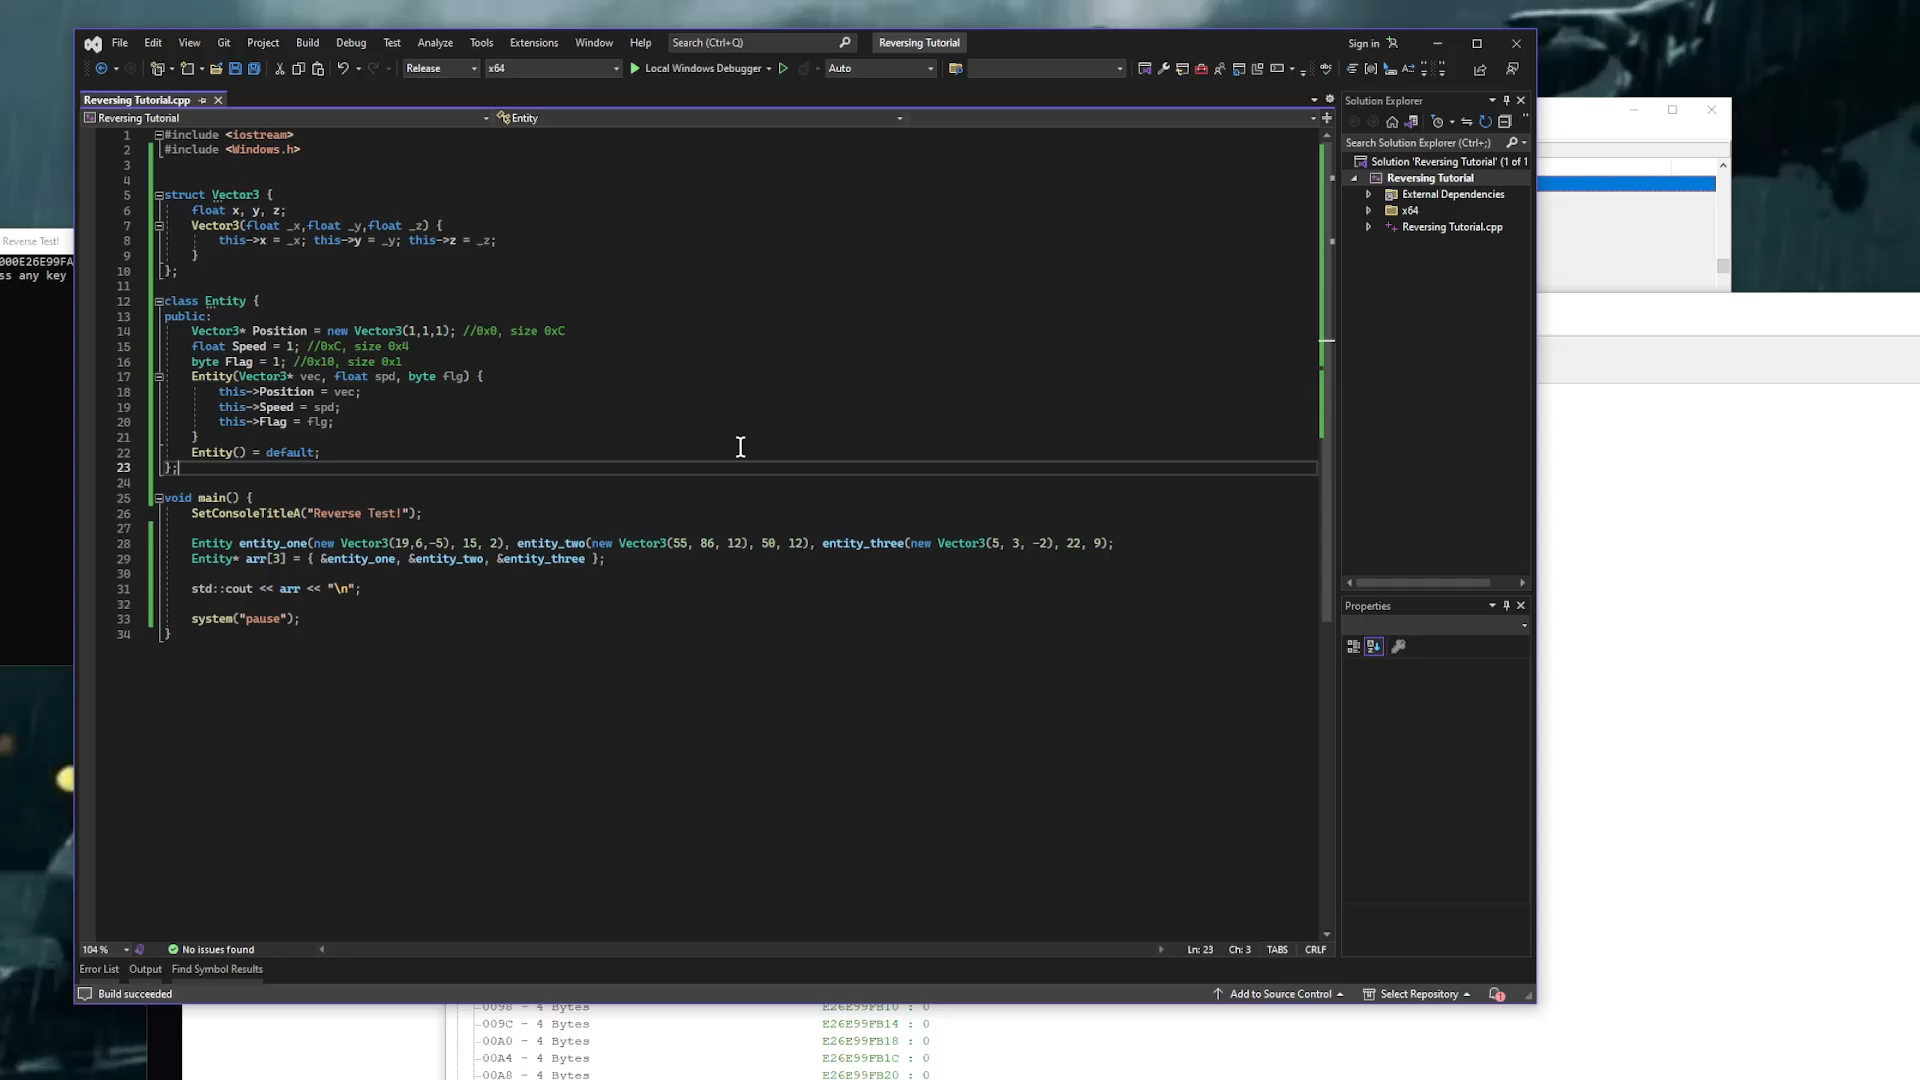 File Edit View Git Project Build Debug Test Analyze Tools Extensions Window Help Search (Ctrl+Q) Reversing Tutorial Sign in
Release x64 Local Windows Debugger Auto
Reversing Tutorial.cpp
Reversing Tutorial Entity
1 #include <iostream>
2 #include <Windows.h>
3
4
5 struct Vector3 {
6 float x, y, z;
7 Vector3(float _x,float _y,float _z) {
8 this->x = _x; this->y = _y; this->z = _z;
9 }
10 };
11
12 class Entity {
13 public:
14 Vector3* Position = new Vector3(1,1,1); //0x0, size 0xC
15 float Speed = 1; //0xC, size 0x4
16 byte Flag = 1; //0x10, size 0x1
17 Entity(Vector3* vec, float spd, byte flg) {
18 this->Position = vec;
19 this->Speed = spd;
20 this->Flag = flg;
21 }
22 Entity() = default;
23 };
24
25 void main() {
26 SetConsoleTitleA("Reverse Test!");
27
28 Entity entity_one(new Vector3(19,6,-5), 15, 2), entity_two(new Vector3(55, 86, 12), 50, 12), entity_three(new Vector3(5, 3, -2), 22, 9);
29 Entity* arr[3] = { &entity_one, &entity_two, &entity_three };
30
31 std::cout << arr << "\n";
32
33 system("pause");
34 }
Solution Explorer
Search Solution Explorer (Ctrl+;)
Solution 'Reversing Tutorial' (1 of 1
Reversing Tutorial
External Dependencies
x64
Reversing Tutorial.cpp
Properties
Reverse Test!
000E26E99FA
ss any key
104 % No issues found Ln: 23 Ch: 3 TABS CRLF
Error List Output Find Symbol Results
Build succeeded Add to Source Control Select Repository 1
0098 - 4 Bytes E26E99FB10 : 0
009C - 4 Bytes E26E99FB14 : 0
00A0 - 4 Bytes E26E99FB18 : 0
00A4 - 4 Bytes E26E99FB1C : 0
00A8 - 4 Bytes E26E99FB20 : 0